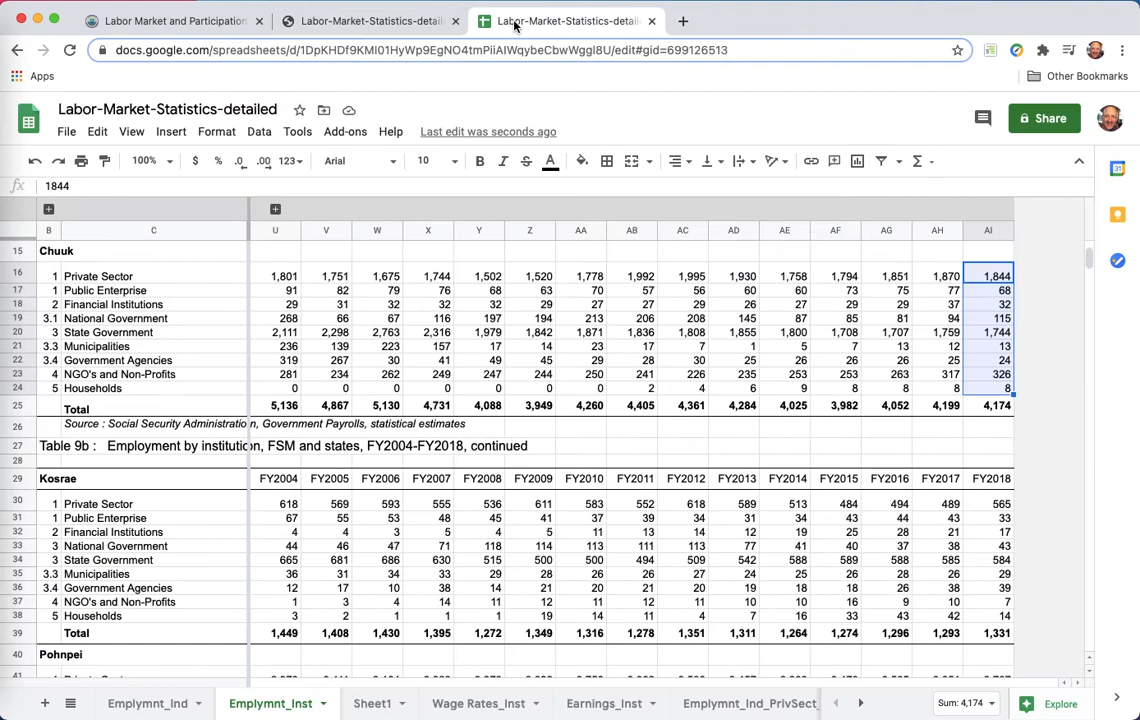 Labor Market and Participation
Labor-Market-Statistics-detail
Labor-Market-Statistics-detail
docs.google.com/spreadsheets/d/1DpKHDf9KMI01HyWp9EgNO4tmPiiAIWqybeCbwWggI8U/edit#gid=699126513
Apps
Other Bookmarks
Labor-Market-Statistics-detailed
File Edit View Insert Format Data Tools Add-ons Help Last edit was seconds ago
Share
100% $ % .0 .00 123 Arial 10 B I S A Σ
31
fx 1844
B C U V W X Y Z AA AB AC AD AE AF AG AH AI
15 Chuuk
16 1 Private Sector 1,801 1,751 1,675 1,744 1,502 1,520 1,778 1,992 1,995 1,930 1,758 1,794 1,851 1,870 1,844
17 1 Public Enterprise 91 82 79 76 68 63 70 57 56 60 60 73 75 77 68
18 2 Financial Institutions 29 31 32 32 32 29 27 27 29 26 27 29 29 37 32
19 3.1 National Government 268 66 67 116 197 194 213 206 208 145 87 85 81 94 115
20 3 State Government 2,111 2,298 2,763 2,316 1,979 1,842 1,871 1,836 1,808 1,855 1,800 1,708 1,707 1,759 1,744
21 3.3 Municipalities 236 139 223 157 17 14 23 17 7 1 5 7 13 12 13
22 3.4 Government Agencies 319 267 30 41 49 45 29 28 30 25 26 26 26 25 24
23 4 NGO's and Non-Profits 281 234 262 249 247 244 250 241 226 235 253 253 263 317 326
24 5 Households 0 0 0 0 0 0 0 2 4 6 9 8 8 8 8
25 Total 5,136 4,867 5,130 4,731 4,088 3,949 4,260 4,405 4,361 4,284 4,025 3,982 4,052 4,199 4,174
26 Source : Social Security Administration, Government Payrolls, statistical estimates
27 Table 9b : Employment by institution, FSM and states, FY2004-FY2018, continued
28
29 Kosrae FY2004 FY2005 FY2006 FY2007 FY2008 FY2009 FY2010 FY2011 FY2012 FY2013 FY2014 FY2015 FY2016 FY2017 FY2018
30 1 Private Sector 618 569 593 555 536 611 583 552 618 589 513 484 494 489 565
31 1 Public Enterprise 67 55 53 48 45 41 37 39 34 31 34 43 44 43 33
32 2 Financial Institutions 4 4 3 5 4 5 11 13 14 12 19 25 28 21 17
33 3 National Government 44 46 47 71 118 114 113 111 113 77 41 40 37 38 43
34 3 State Government 665 681 686 630 515 500 500 494 509 542 588 589 588 585 584
35 3.3 Municipalities 36 31 34 33 29 28 26 26 27 24 25 26 28 26 29
36 3.4 Government Agencies 12 17 10 38 14 21 20 21 20 19 18 18 26 38 39
37 4 NGO's and Non-Profits 1 3 4 14 11 12 11 12 11 10 10 16 9 10 7
38 5 Households 3 2 1 1 1 19 14 11 4 7 16 33 43 42 14
39 Total 1,449 1,408 1,430 1,395 1,272 1,349 1,316 1,278 1,351 1,311 1,264 1,274 1,296 1,293 1,331
40 Pohnpei
41
Emplymnt_Ind Emplymnt_Inst Sheet1 Wage Rates_Inst Earnings_Inst Emplymnt_Ind_PrivSect_ Sum: 4,174 Explore